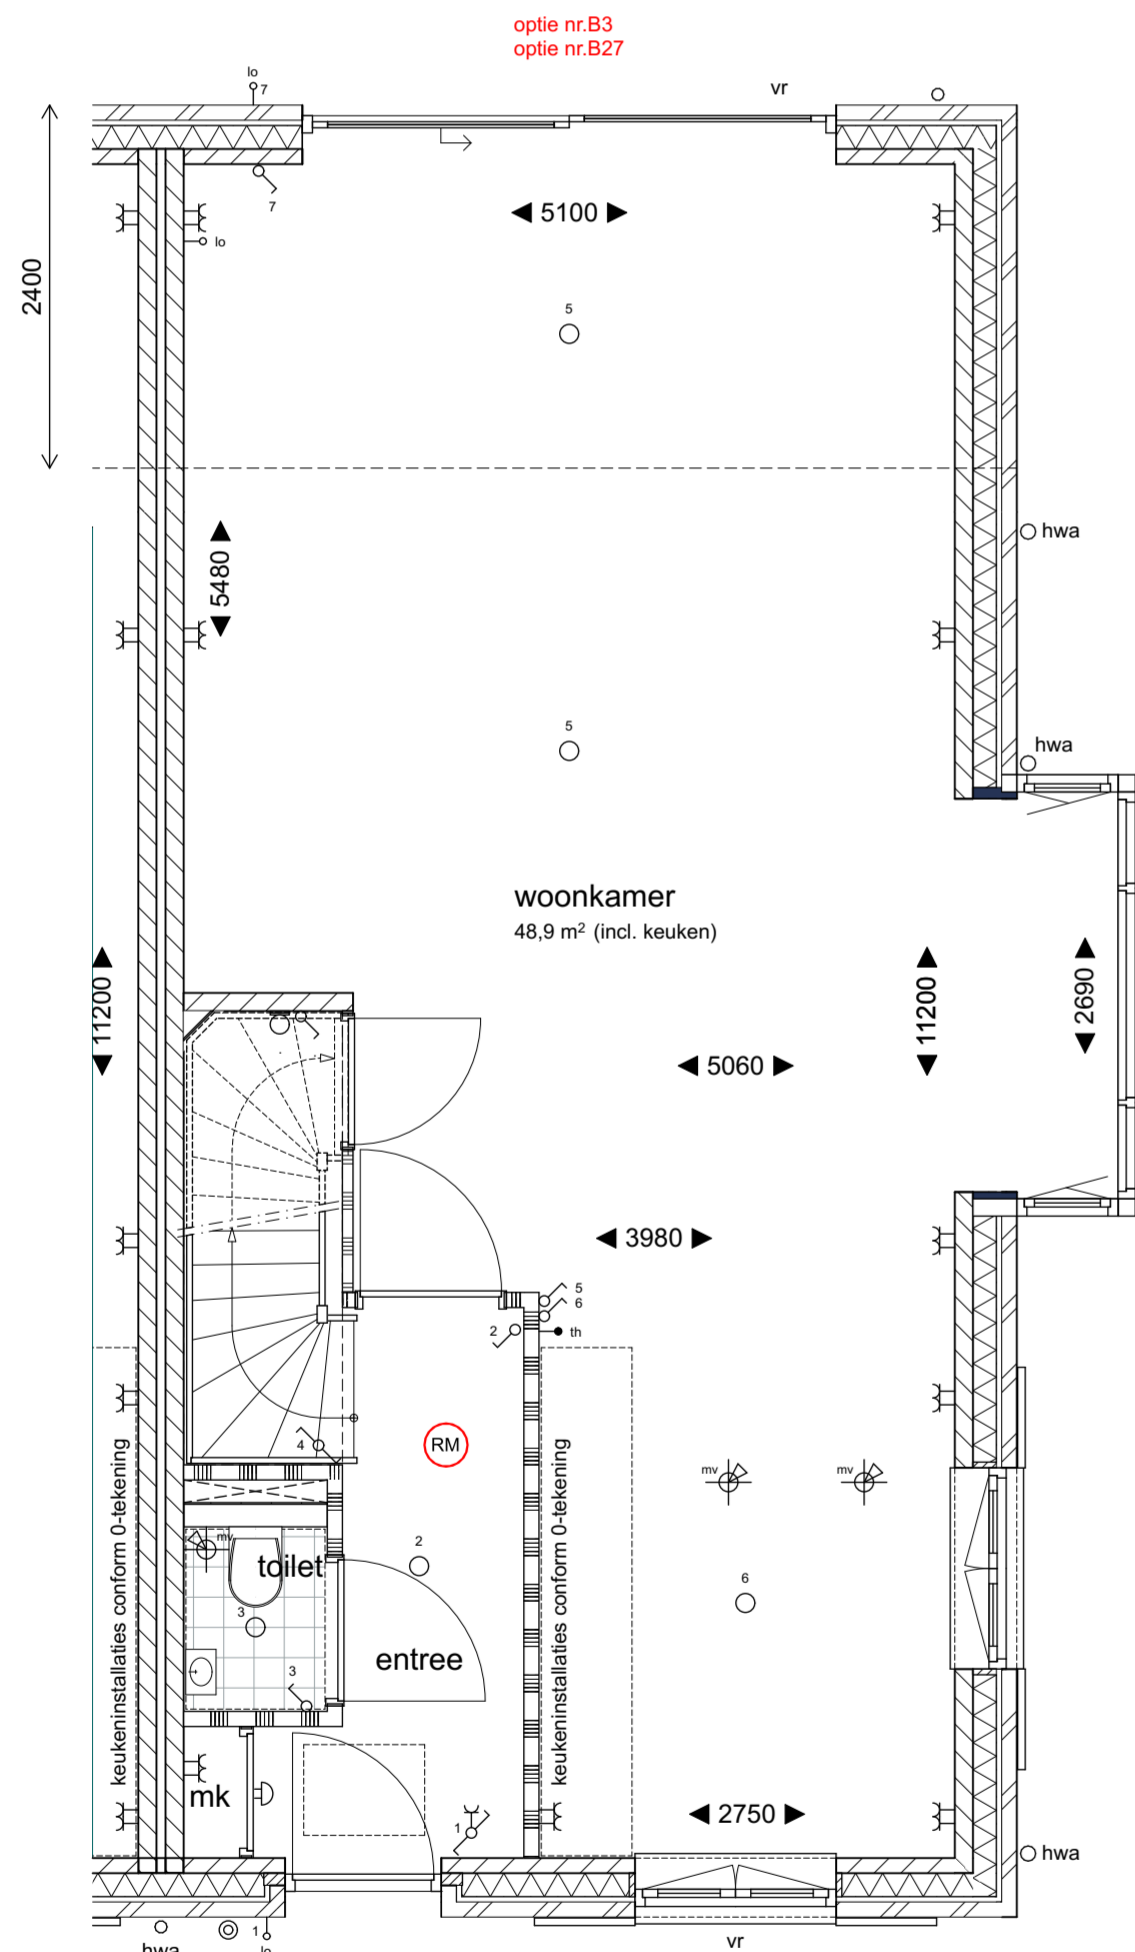 optie nr.B3
optie nr.B27
lo
7
vr
7
5100
lo
2400
5
hwa
5480
5
hwa
woonkamer
48,9 m² (incl. keuken)
11200
11200
2690
5060
3980
5
6
2
th
4
RM
mv
mv
keukeninstallaties conform 0-tekening
keukeninstallaties conform 0-tekening
mv
toilet
2
3
6
entree
3
mk
1
2750
hwa
1
hwa
lo
vr